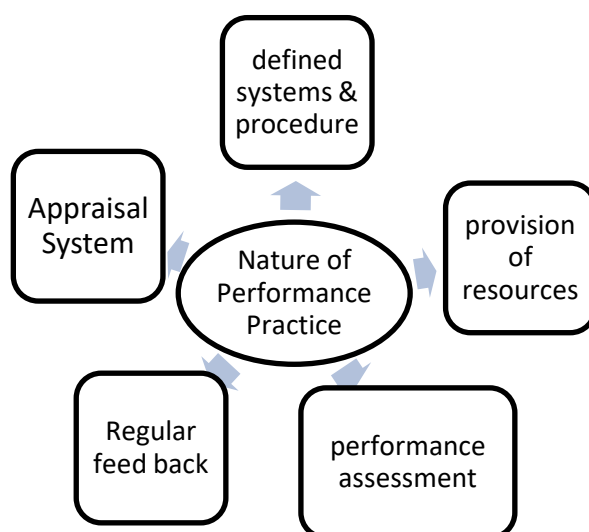 defined
systems &
procedure
Appraisal
System
provision
of
resources
Nature of
Performance
Practice
Regular
feed back
performance
assessment